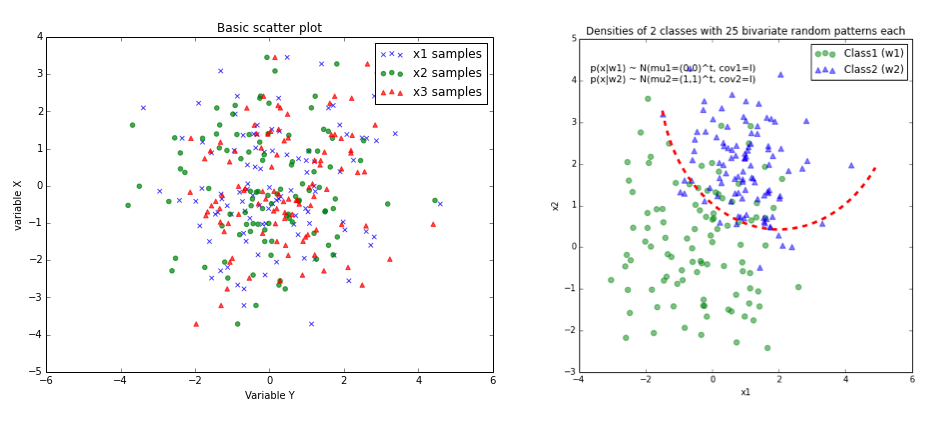 Basic scatter plot
x1 samples
x2 samples
x3 samples
variable X
4
3
2
1
0
−1
−2
−3
−4
−5
−6
−4
−2
0
2
4
6
Variable Y
Densities of 2 classes with 25 bivariate random patterns each
p(x|w1) ~ N(mu1=(0,0)^t, cov1=I)
p(x|w2) ~ N(mu2=(1,1)^t, cov2=I)
Class1 (w1)
Class2 (w2)
x2
5
4
3
2
1
0
−1
−2
−3
−4
−2
0
2
4
6
x1